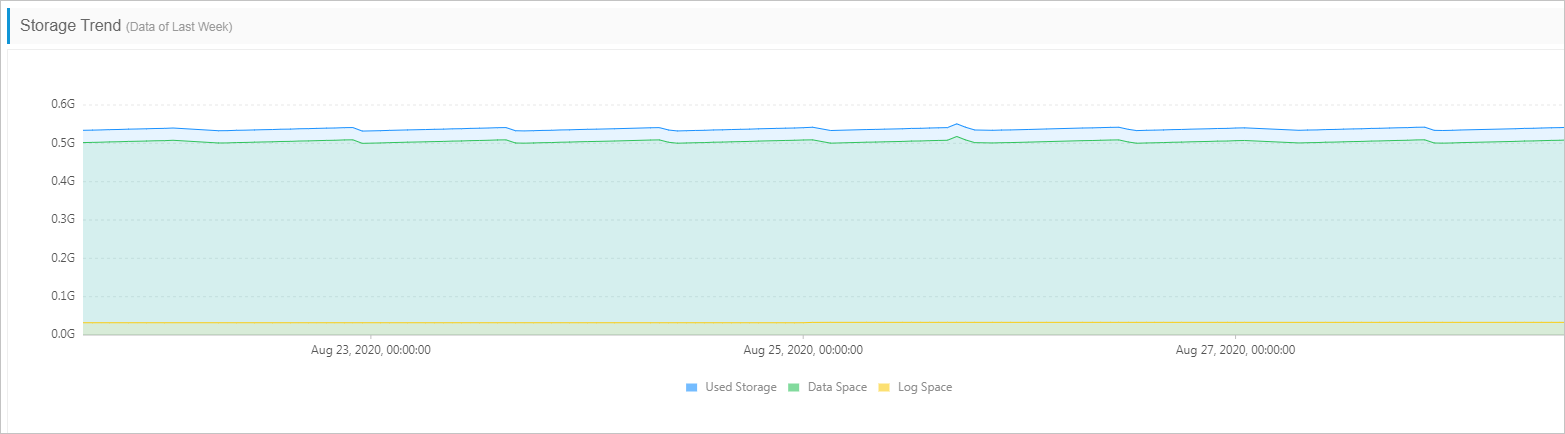 Storage Trend (Data of Last Week)
0.6G
0.5G
0.4G
0.3G
0.2G
0.1G
0.0G
Aug 23, 2020, 00:00:00 Aug 25, 2020, 00:00:00 Aug 27, 2020, 00:00:00
Used Storage Data Space Log Space